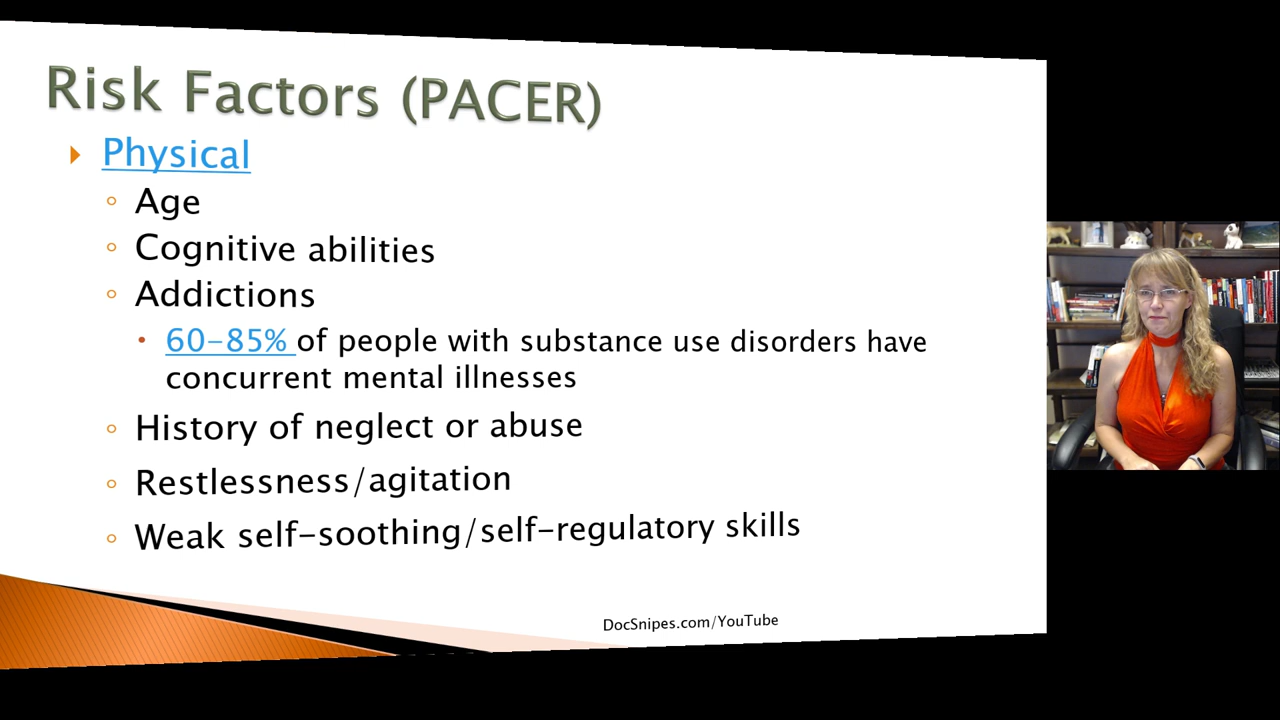 Risk Factors (PACER)
Physical
Age
Cognitive abilities
Addictions
60-85% of people with substance use disorders have
concurrent mental illnesses
History of neglect or abuse
Restlessness/agitation
Weak self-soothing/self-regulatory skills
DocSnipes.com/YouTube